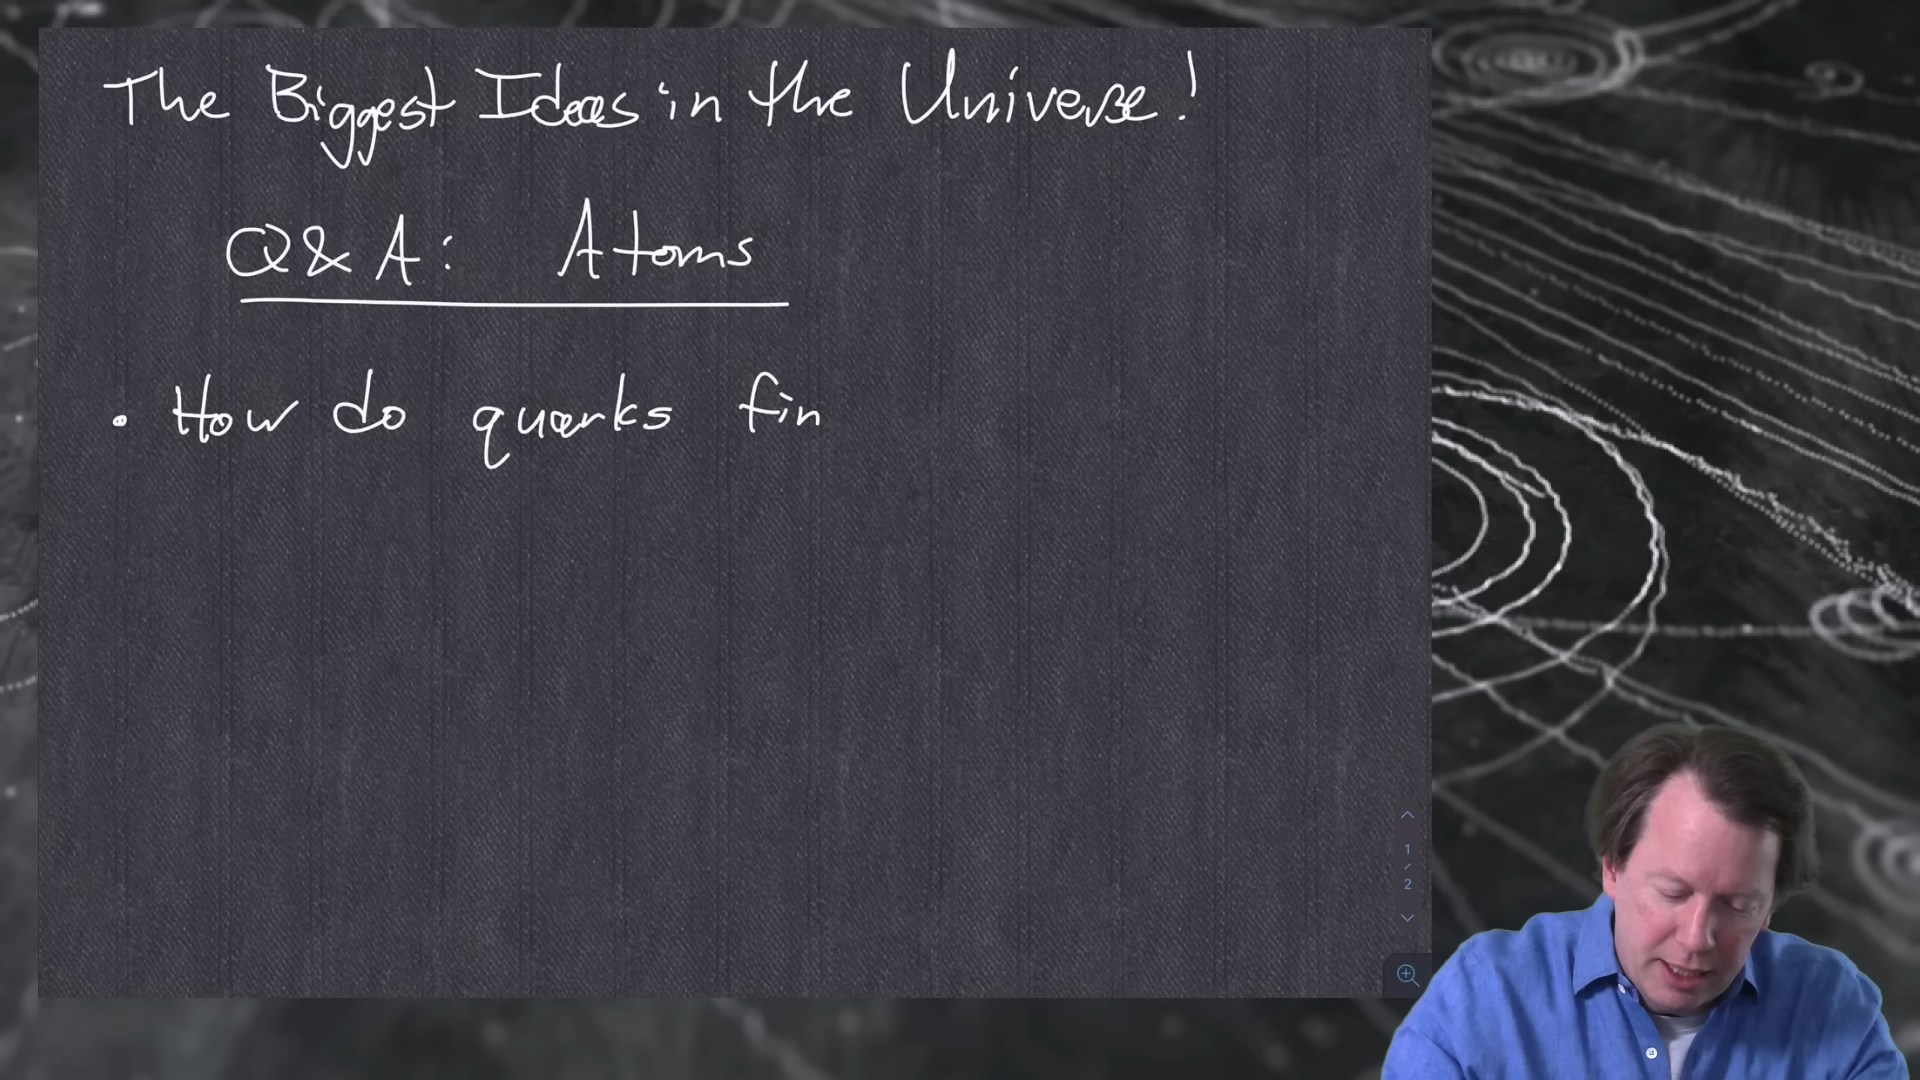 The Biggest Ideas in the Universe!
Q&A: Atoms
• How do quarks fin
1
/
2